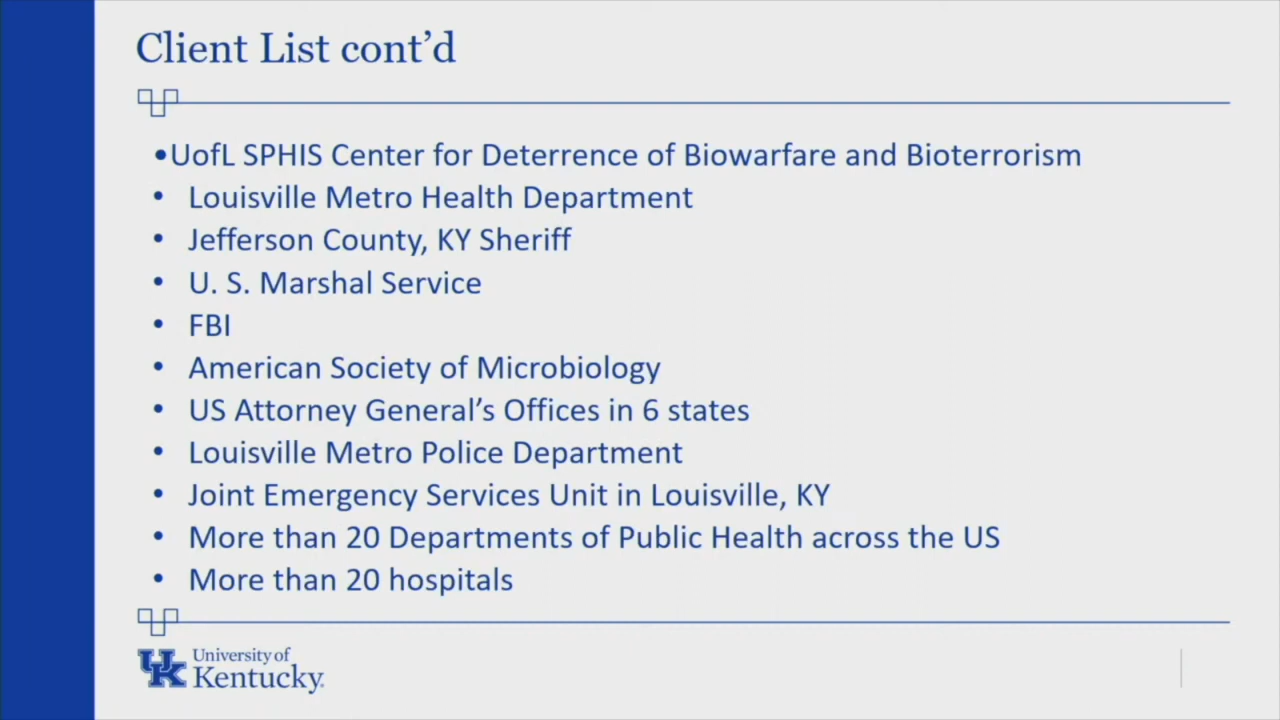 Client List cont’d
•UofL SPHIS Center for Deterrence of Biowarfare and Bioterrorism
• Louisville Metro Health Department
• Jefferson County, KY Sheriff
• U. S. Marshal Service
• FBI
• American Society of Microbiology
• US Attorney General’s Offices in 6 states
• Louisville Metro Police Department
• Joint Emergency Services Unit in Louisville, KY
• More than 20 Departments of Public Health across the US
• More than 20 hospitals
UK
University of
Kentucky.